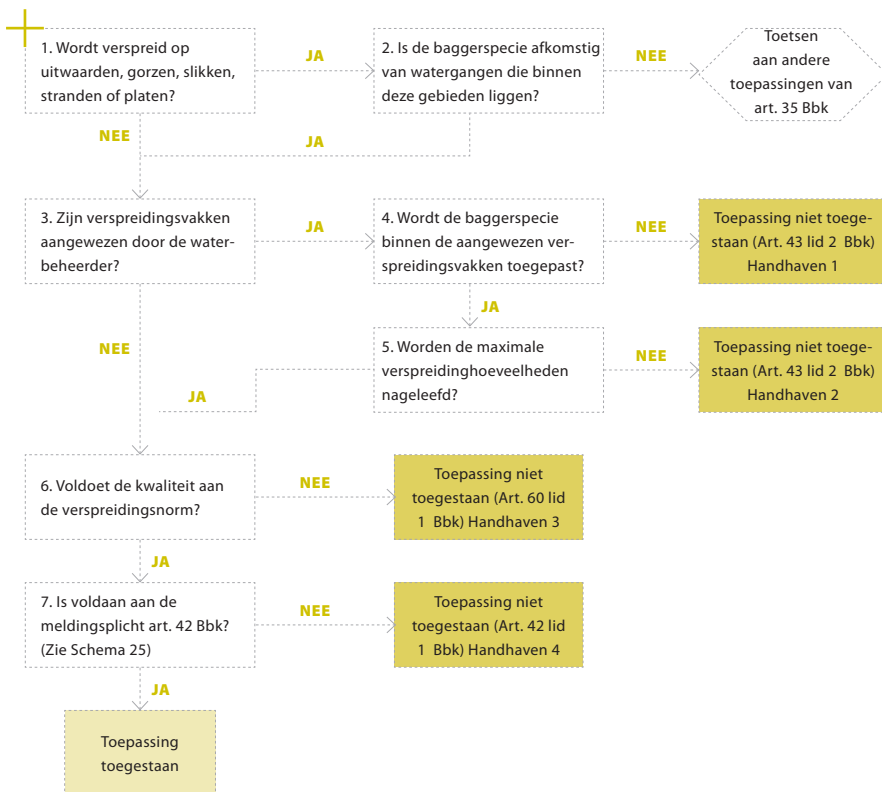 1. Wordt verspreid op
uitwaarden, gorzen, slikken,
stranden of platen?
JA
2. Is de baggerspecie afkomstig
van watergangen die binnen
deze gebieden liggen?
NEE
Toetsen
aan andere
toepassingen van
art. 35 Bbk
NEE
JA
3. Zijn verspreidingsvakken
aangewezen door de water-
beheerder?
JA
4. Wordt de baggerspecie
binnen de aangewezen ver-
spreidingsvakken toegepast?
NEE
Toepassing niet toege-
staan (Art. 43 lid 2 Bbk)
Handhaven 1
JA
NEE
5. Worden de maximale
verspreidinghoeveelheden
nageleefd?
NEE
Toepassing niet toege-
staan (Art. 43 lid 2 Bbk)
Handhaven 2
JA
6. Voldoet de kwaliteit aan
de verspreidingsnorm?
NEE
Toepassing niet
toegestaan (Art. 60 lid
1 Bbk) Handhaven 3
JA
7. Is voldaan aan de
meldingsplicht art. 42 Bbk?
(Zie Schema 25)
NEE
Toepassing niet
toegestaan (Art. 42 lid
1 Bbk) Handhaven 4
JA
Toepassing
toegestaan